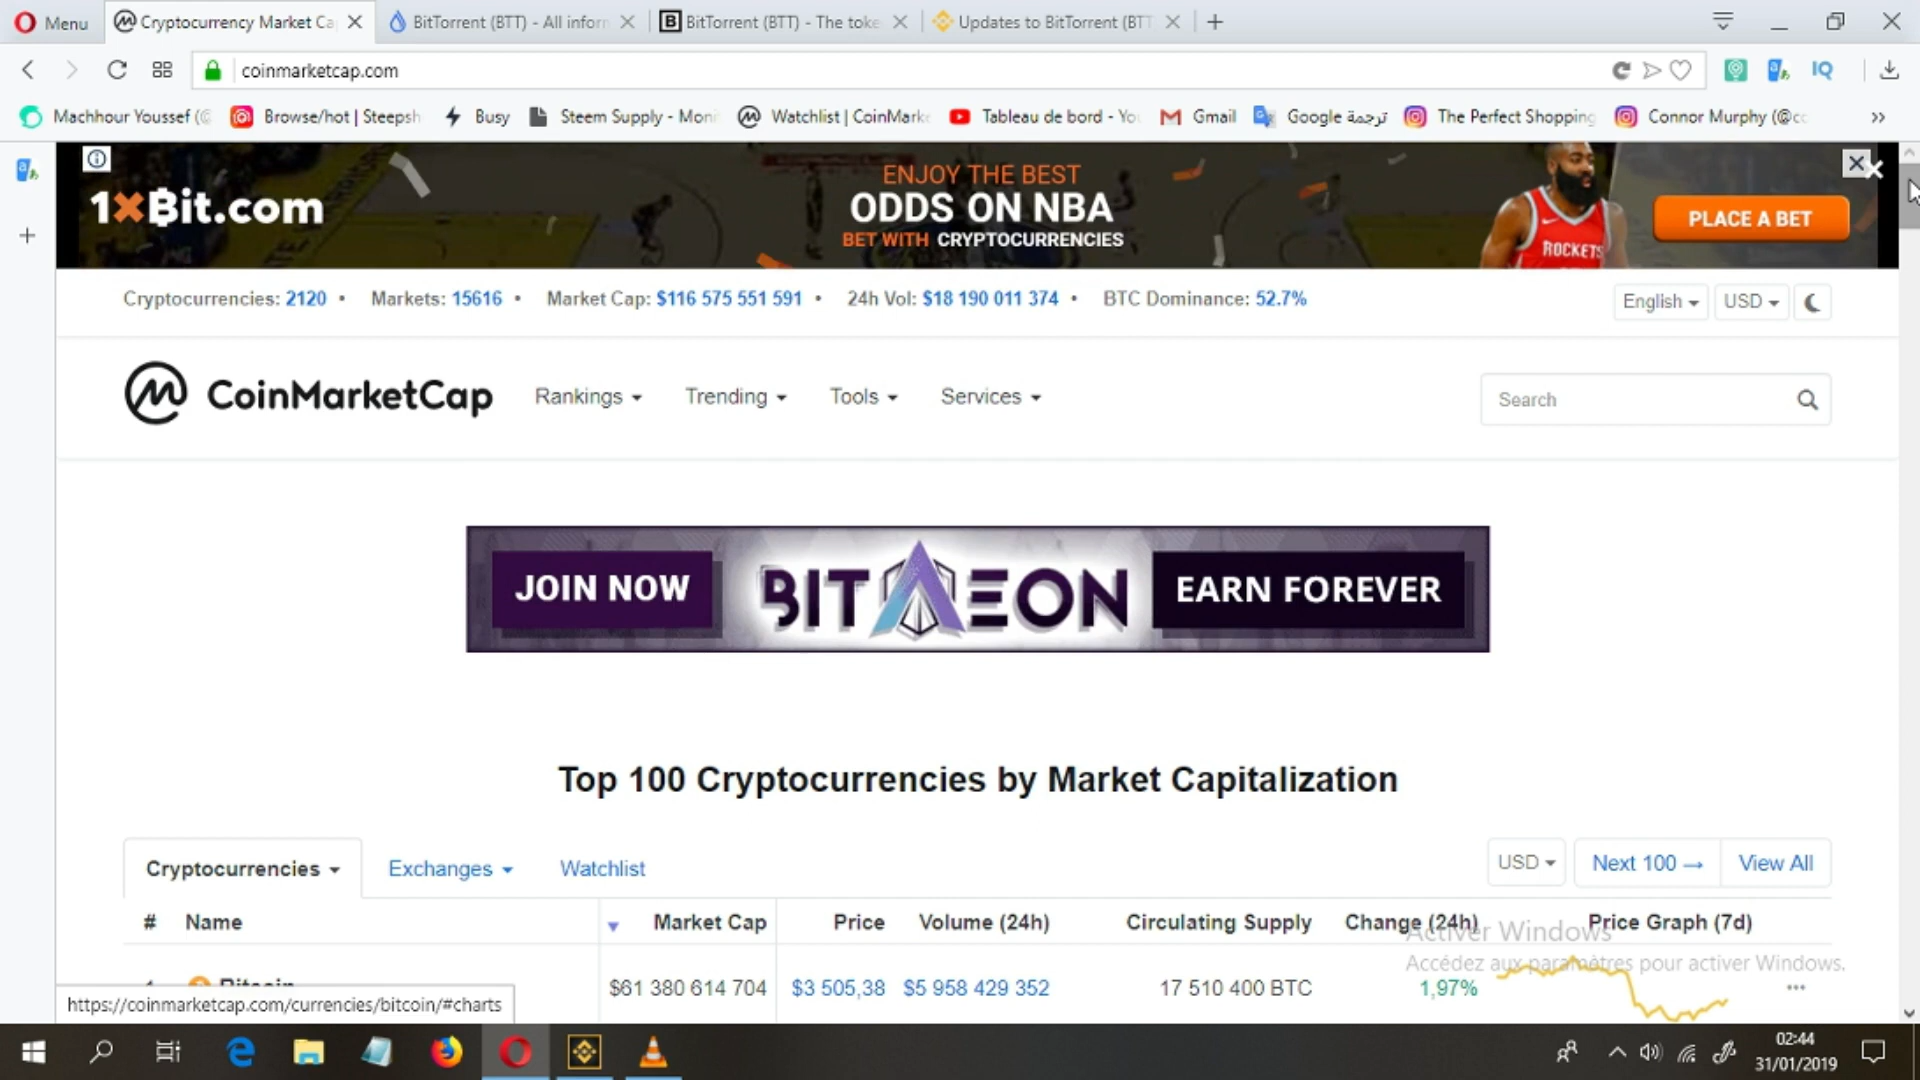 Menu
Cryptocurrency Market Ca
BitTorrent (BTT) - All inforn
BitTorrent (BTT) - The toke
Updates to BitTorrent (BTT
coinmarketcap.com
IQ
Machhour Youssef (@
Browse/hot | Steepsh
Busy
Steem Supply - Moni
Watchlist | CoinMarke
Tableau de bord - Yo
Gmail
Google ترجمة
The Perfect Shopping
Connor Murphy (@cc
1XBit.com
ENJOY THE BEST
ODDS ON NBA
BET WITH CRYPTOCURRENCIES
ROCKETS
PLACE A BET
Cryptocurrencies: 2120 • Markets: 15616 • Market Cap: $116 575 551 591 • 24h Vol: $18 190 011 374 • BTC Dominance: 52.7%
English
USD
CoinMarketCap
Rankings
Trending
Tools
Services
Search
JOIN NOW
BITAEON
EARN FOREVER
Top 100 Cryptocurrencies by Market Capitalization
Cryptocurrencies
Exchanges
Watchlist
USD
Next 100 →
View All
# Name Market Cap Price Volume (24h) Circulating Supply Change (24h) Price Graph (7d)
Activer Windows
Accédez aux paramètres pour activer Windows.
Bitcoin $61 380 614 704 $3 505,38 $5 958 429 352 17 510 400 BTC 1,97%
https://coinmarketcap.com/currencies/bitcoin/#charts
02:44
31/01/2019